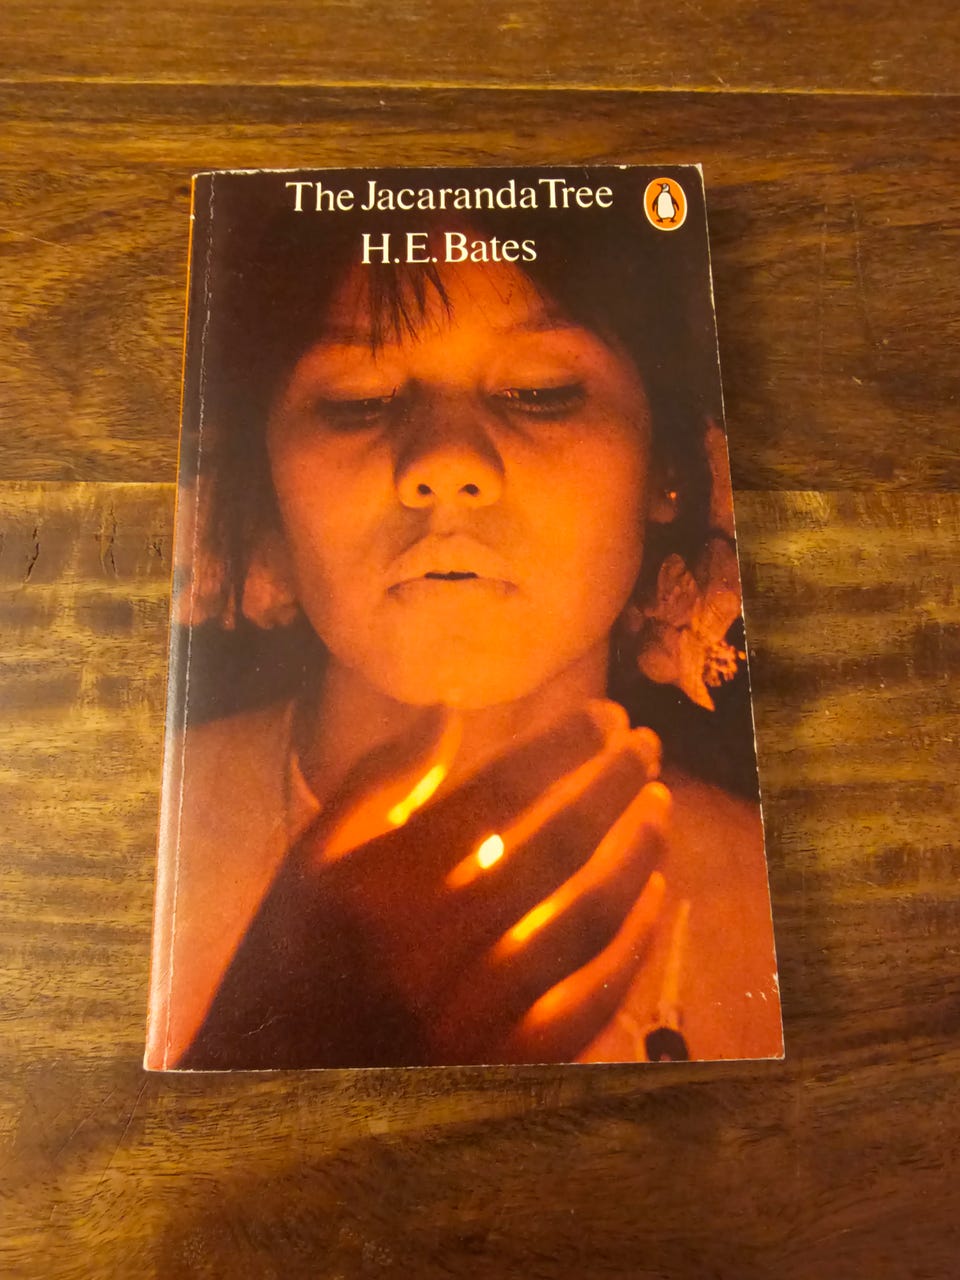 The Jacaranda Tree
H.E. Bates